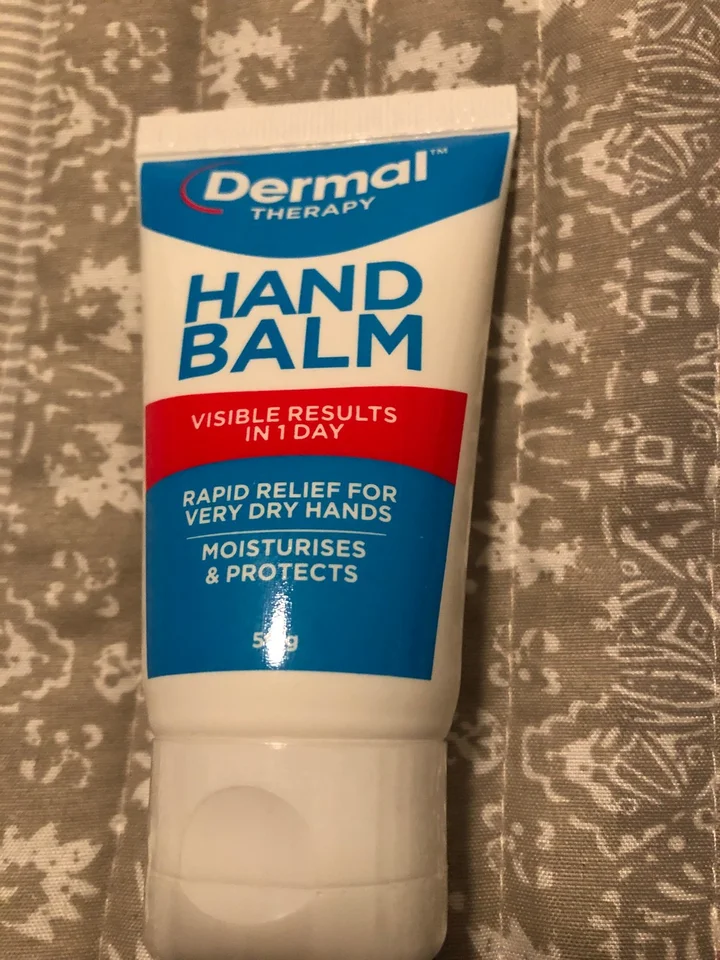 Dermal™
THERAPY
HAND
BALM
VISIBLE RESULTS
IN 1 DAY
RAPID RELIEF FOR
VERY DRY HANDS
MOISTURISES
& PROTECTS